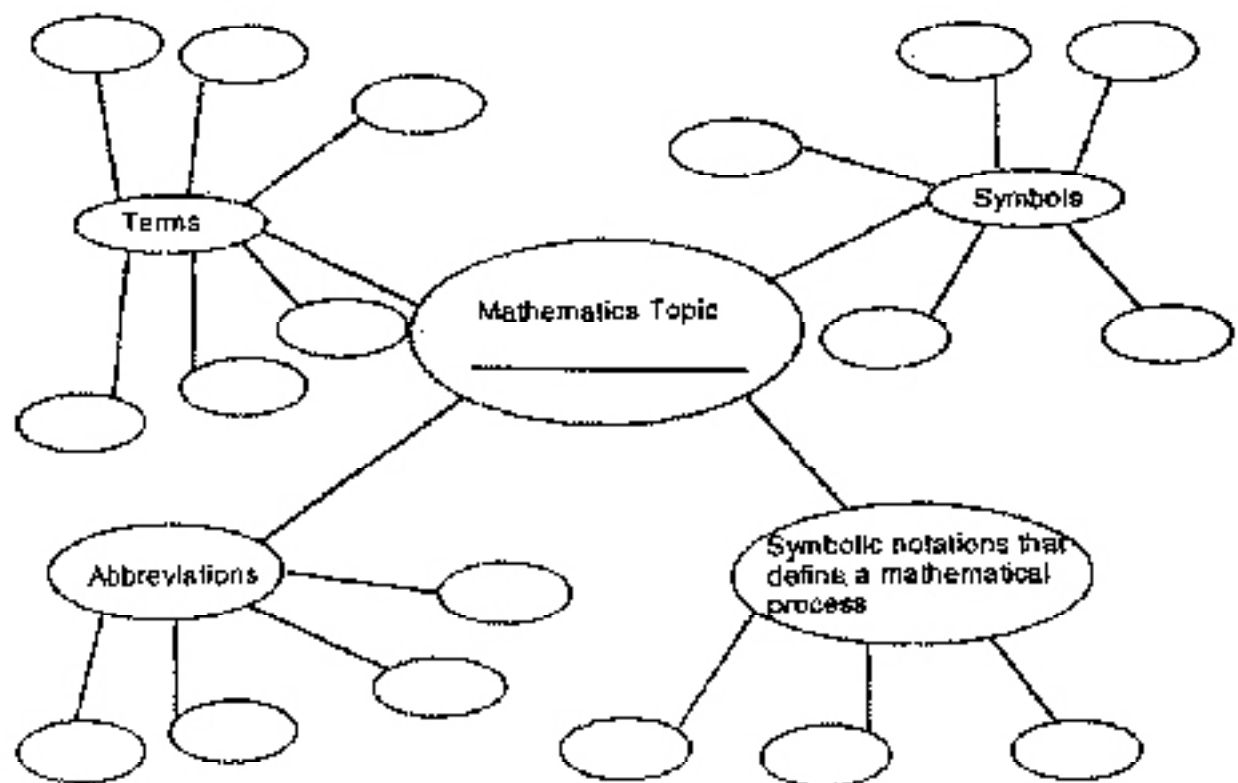 Terms
Symbols
Mathematics Topic
Abbreviations
Symbolic notations that
define a mathematical
process